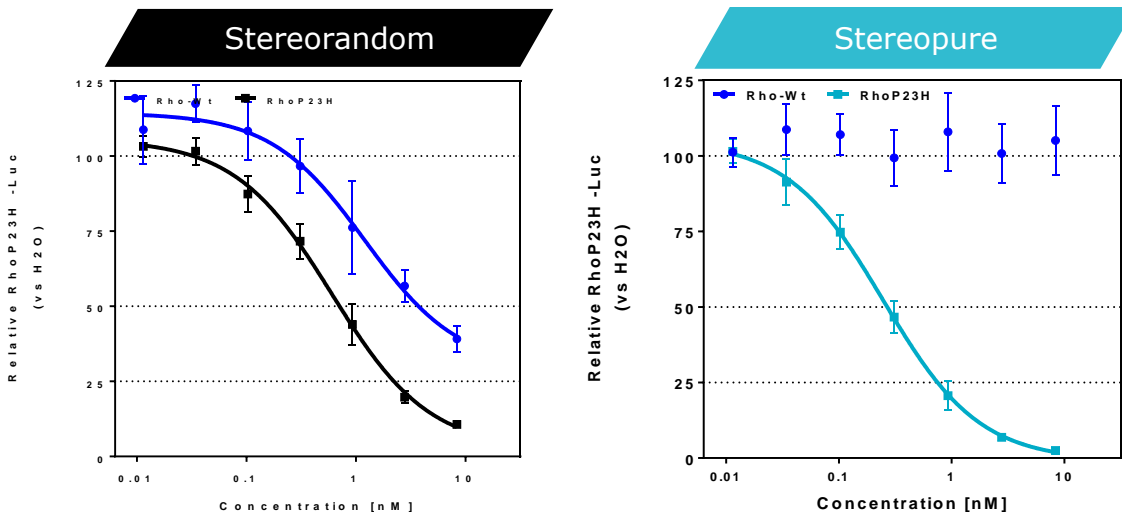 Stereorandom
Stereopure
Relative RhoP23H -Luc
(vs H2O)
125
100
75
50
25
0
Rho-Wt
RhoP23H
0.01
0.1
1
10
Concentration [nM]
Relative RhoP23H -Luc
(vs H2O)
125
100
75
50
25
0
Rho-Wt
RhoP23H
0.01
0.1
1
10
Concentration [nM]